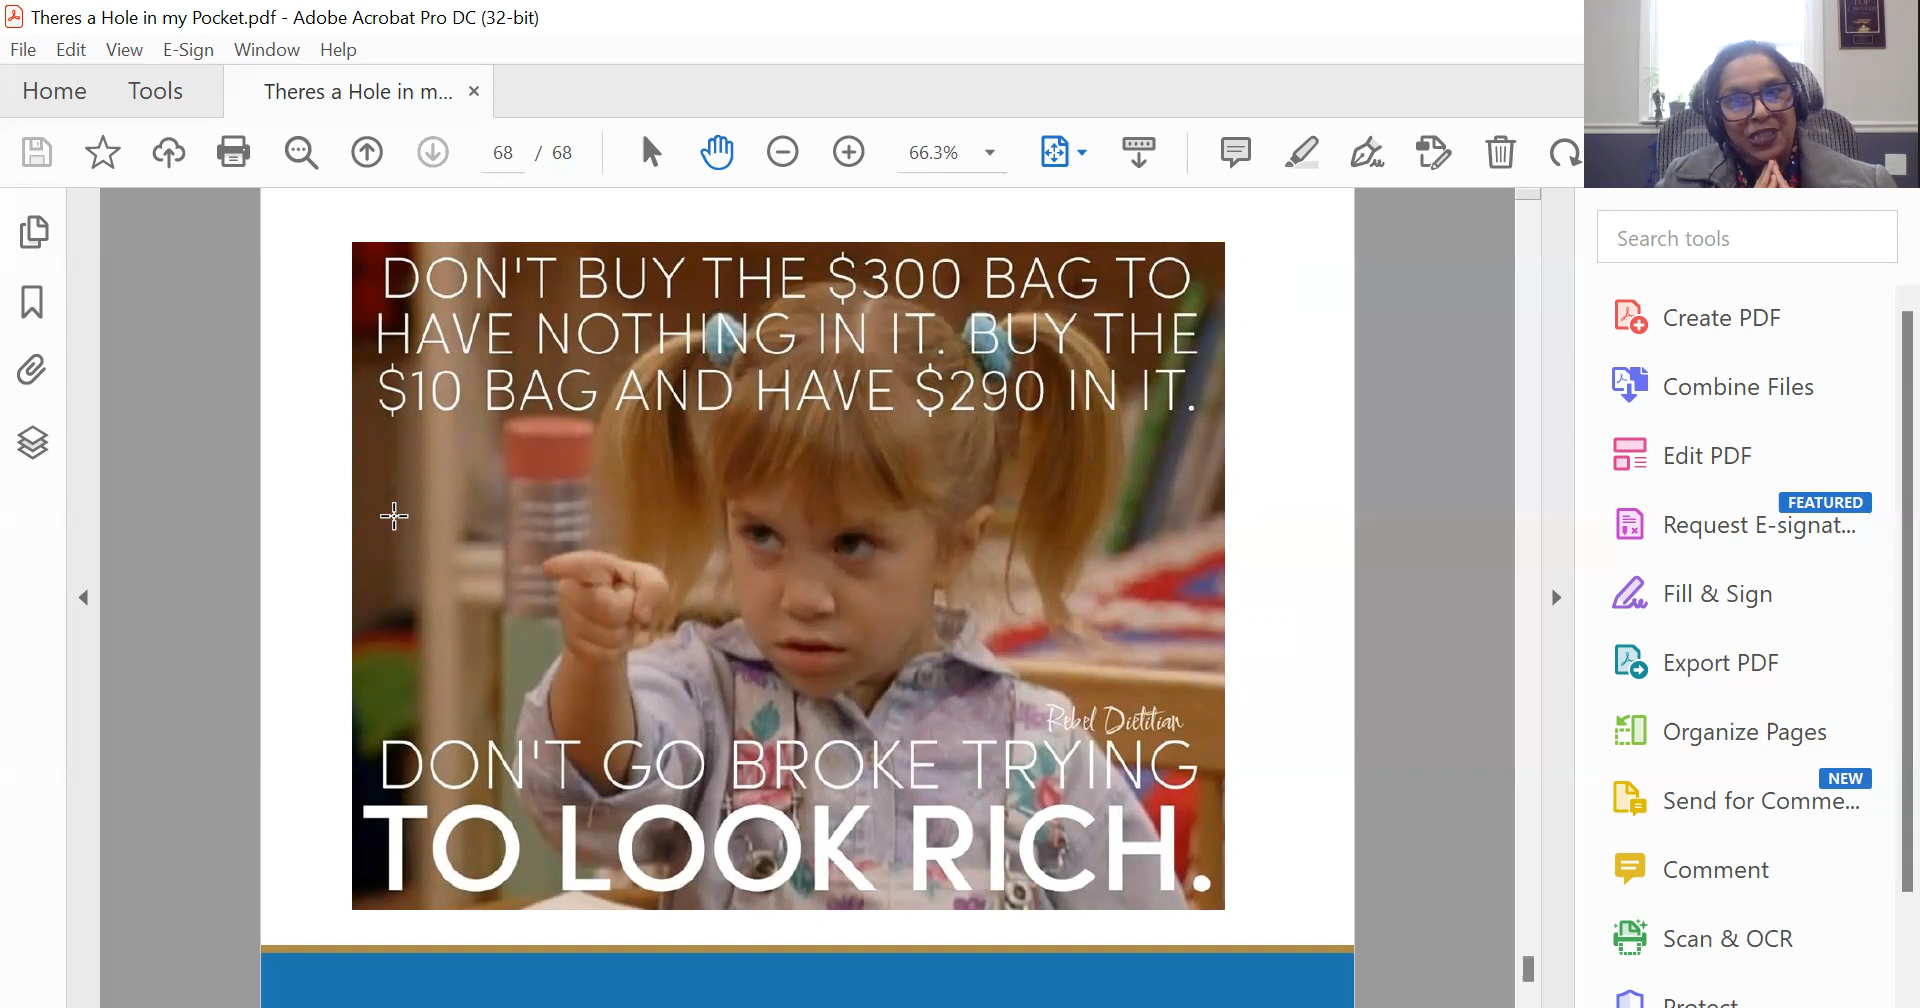 Theres a Hole in my Pocket.pdf - Adobe Acrobat Pro DC (32-bit)
File Edit View E-Sign Window Help
Home Tools Theres a Hole in m... ×
68 / 68 66.3%
DON'T BUY THE $300 BAG TO
HAVE NOTHING IN IT. BUY THE
$10 BAG AND HAVE $290 IN IT.
Rebel Dietitian
DON'T GO BROKE TRYING
TO LOOK RICH.
Search tools
Create PDF
Combine Files
Edit PDF
FEATURED
Request E-signat...
Fill & Sign
Export PDF
Organize Pages
NEW
Send for Comme...
Comment
Scan & OCR
Protect